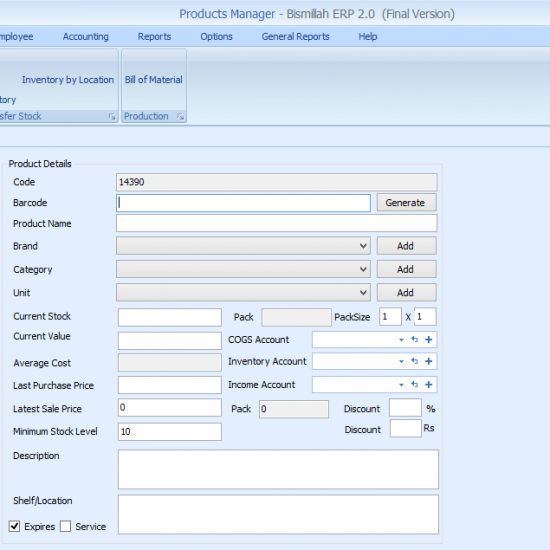 Products Manager - Bismillah ERP 2.0 (Final Version)
mployee Accounting Reports Options General Reports Help
Inventory by Location Bill of Material
tory
sfer Stock Production
Product Details
Code 14390
Barcode Generate
Product Name
Brand Add
Category Add
Unit Add
Current Stock Pack PackSize 1 X 1
Current Value COGS Account
Average Cost Inventory Account
Last Purchase Price Income Account
Latest Sale Price 0 Pack 0 Discount %
Minimum Stock Level 10 Discount Rs
Description
Shelf/Location
Expires Service